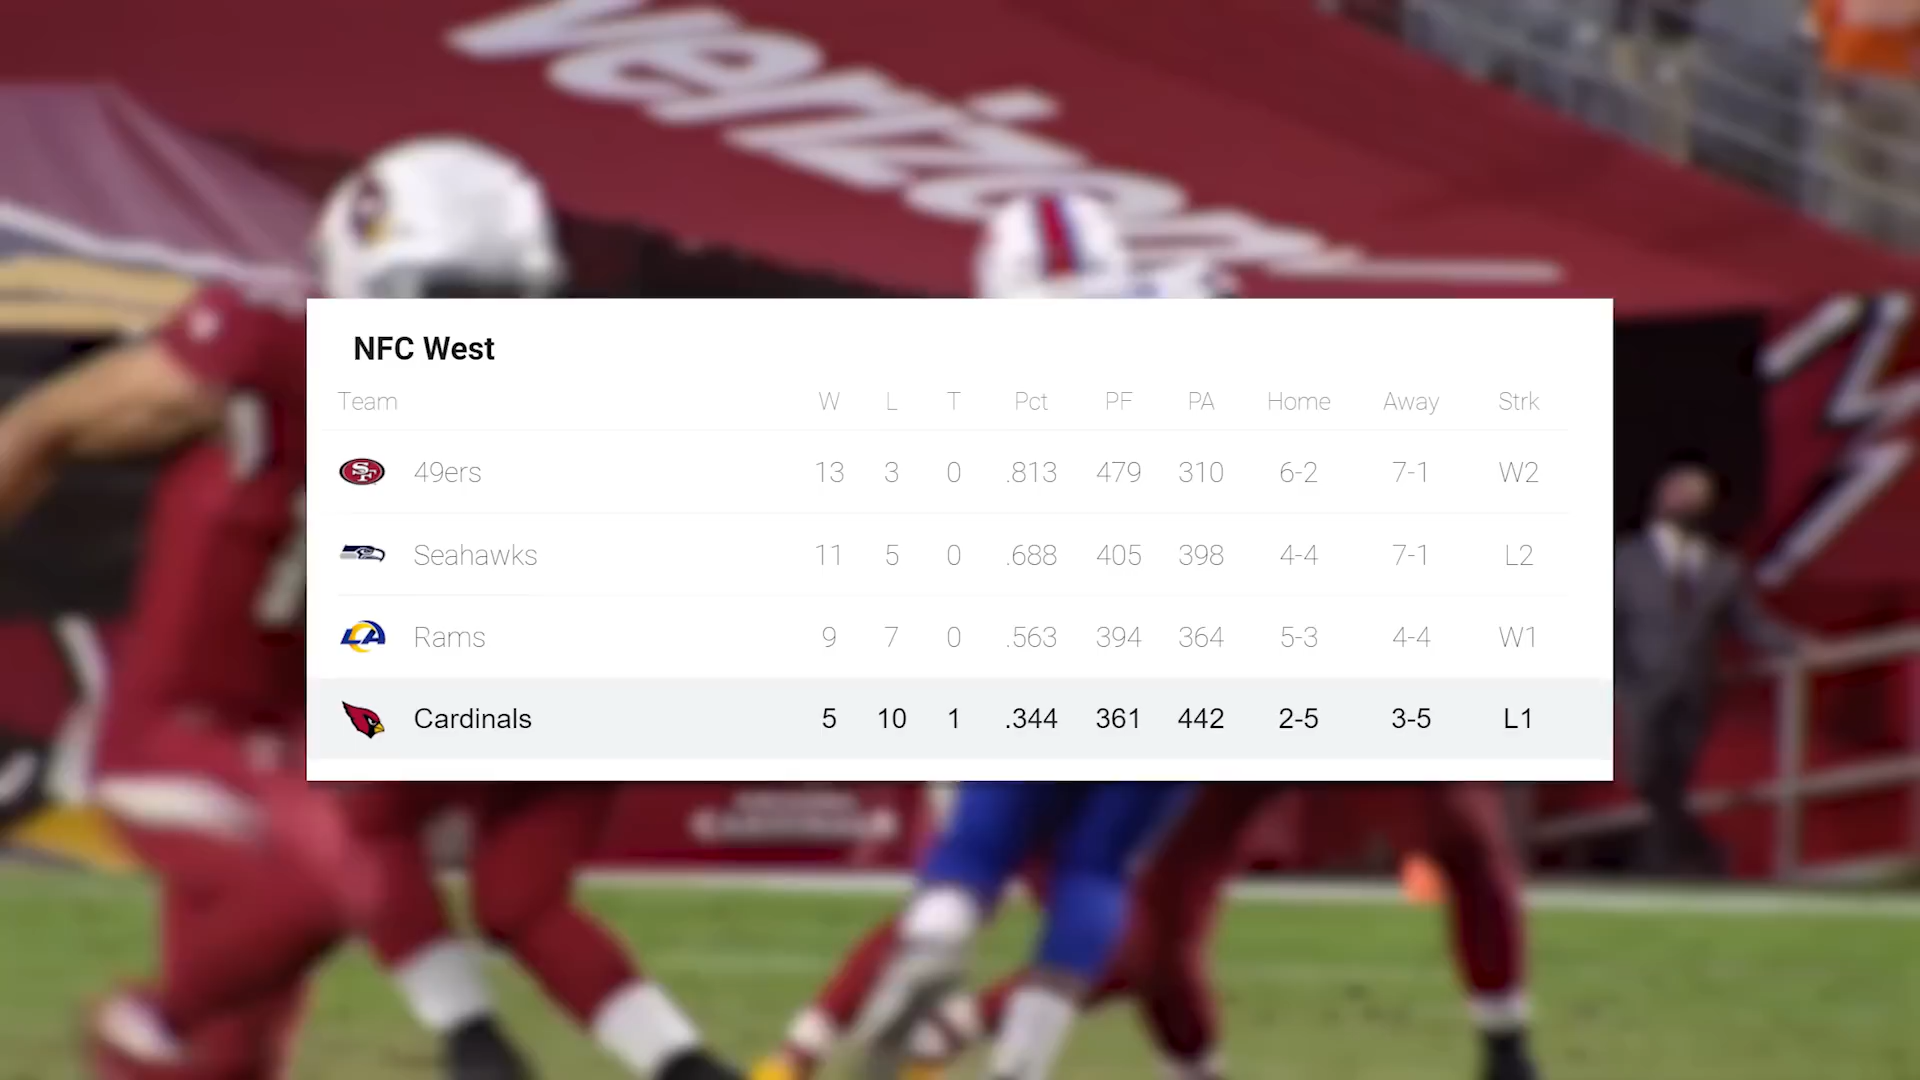 verizon
NFC West
Team W L T Pct PF PA Home Away Strk
49ers 13 3 0 .813 479 310 6-2 7-1 W2
Seahawks 11 5 0 .688 405 398 4-4 7-1 L2
Rams 9 7 0 .563 394 364 5-3 4-4 W1
Cardinals 5 10 1 .344 361 442 2-5 3-5 L1